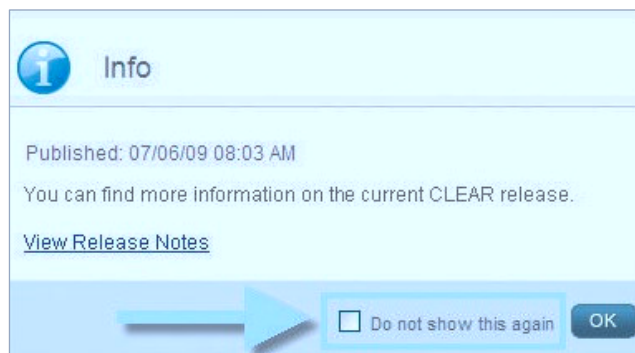 Info
Published: 07/06/09 08:03 AM
You can find more information on the current CLEAR release.
View Release Notes
Do not show this again
OK